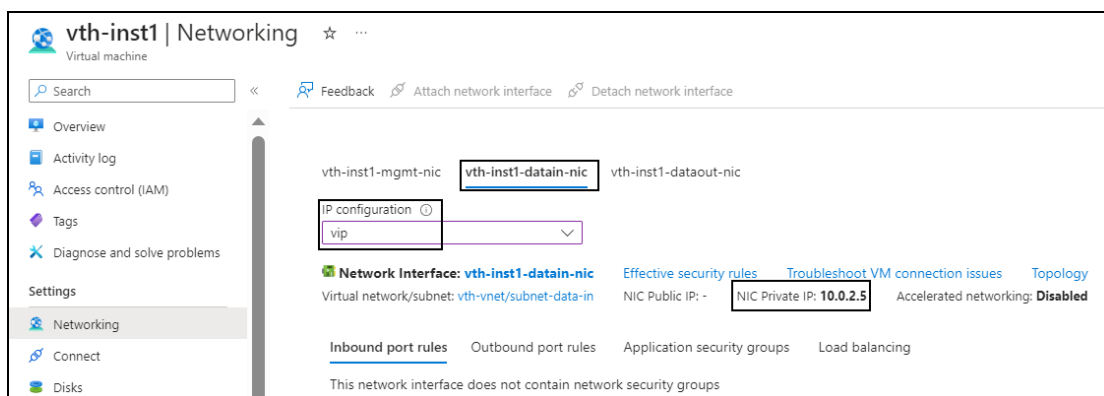 vth-inst1 | Networking ☆ ...
Virtual machine
Search «
Overview
Activity log
Access control (IAM)
Tags
Diagnose and solve problems
Settings
Networking
Connect
Disks
Feedback Attach network interface Detach network interface
vth-inst1-mgmt-nic vth-inst1-datain-nic vth-inst1-dataout-nic
IP configuration
vip
Network Interface: vth-inst1-datain-nic Effective security rules Troubleshoot VM connection issues Topology
Virtual network/subnet: vth-vnet/subnet-data-in NIC Public IP: - NIC Private IP: 10.0.2.5 Accelerated networking: Disabled
Inbound port rules Outbound port rules Application security groups Load balancing
This network interface does not contain network security groups